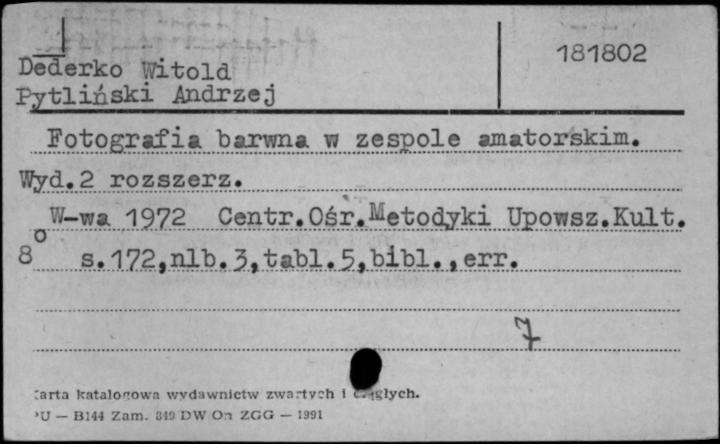 181802
Dederko Witold
Pytliński Andrzej
Fotografia barwna w zespole amatorskim.
Wyd.2 rozszerz.
W-wa 1972 Centr.Ośr.Metodyki Upowsz.Kult.
8° s.172,nlb.3,tabl.5,bibl.,err.
7
Karta katalogowa wydawnictw zwartych i ciągłych.
PU — B144 Zam. 849 DW On ZGG — 1991